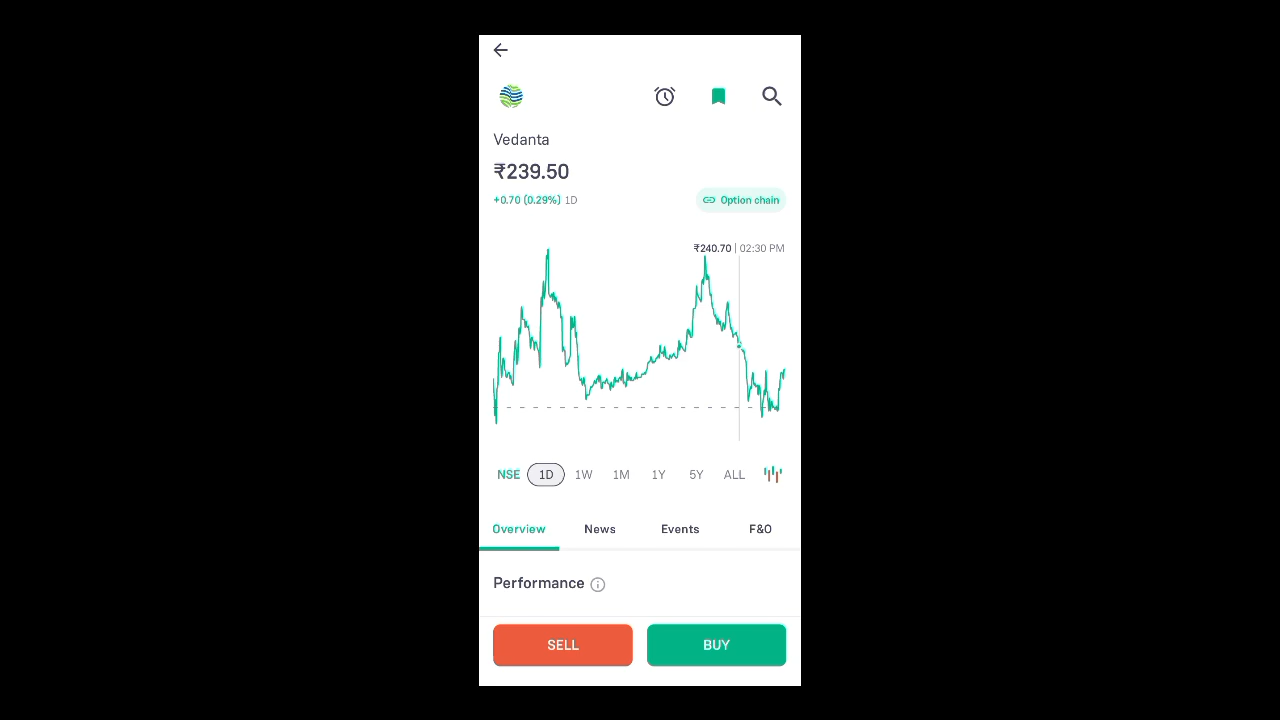 Vedanta
₹239.50
+0.70 (0.29%) 1D
Option chain
₹240.70 | 02:30 PM
NSE 1D 1W 1M 1Y 5Y ALL
Overview News Events F&O
Performance
SELL BUY